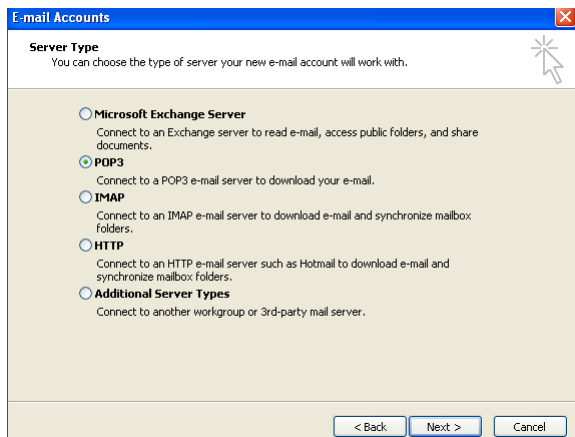 E-mail Accounts
Server Type
You can choose the type of server your new e-mail account will work with.
Microsoft Exchange Server
Connect to an Exchange server to read e-mail, access public folders, and share
documents.
POP3
Connect to a POP3 e-mail server to download your e-mail.
IMAP
Connect to an IMAP e-mail server to download e-mail and synchronize mailbox
folders.
HTTP
Connect to an HTTP e-mail server such as Hotmail to download e-mail and
synchronize mailbox folders.
Additional Server Types
Connect to another workgroup or 3rd-party mail server.
< Back Next > Cancel